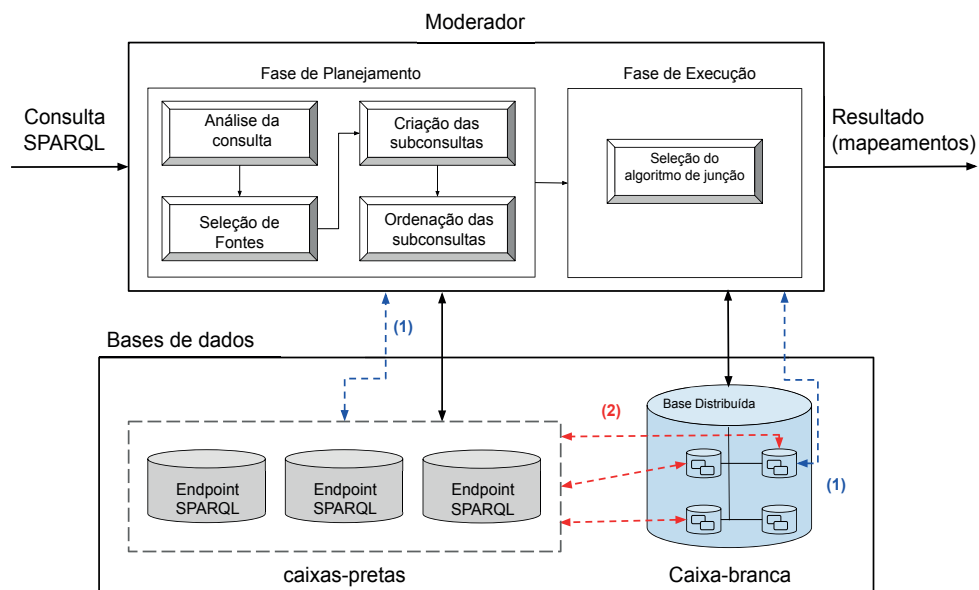 Moderador
Fase de Planejamento
Fase de Execução
Consulta
SPARQL
Análise da
consulta
Criação das
subconsultas
Seleção de
Fontes
Ordenação das
subconsultas
Seleção do
algoritmo de junção
Resultado
(mapeamentos)
(1)
Bases de dados
Base Distribuída
(2)
(1)
Endpoint
SPARQL
Endpoint
SPARQL
Endpoint
SPARQL
caixas-pretas
Caixa-branca